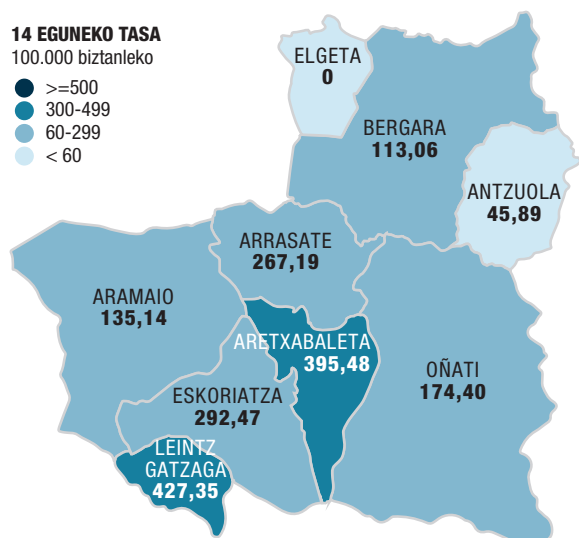 14 EGUNEKO TASA
100.000 biztanleko
>=500
300-499
60-299
< 60
ELGETA
0
BERGARA
113,06
ANTZUOLA
45,89
ARRASATE
267,19
ARAMAIO
135,14
ARETXABALETA
395,48
OÑATI
174,40
ESKORIATZA
292,47
LEINTZ
GATZAGA
427,35